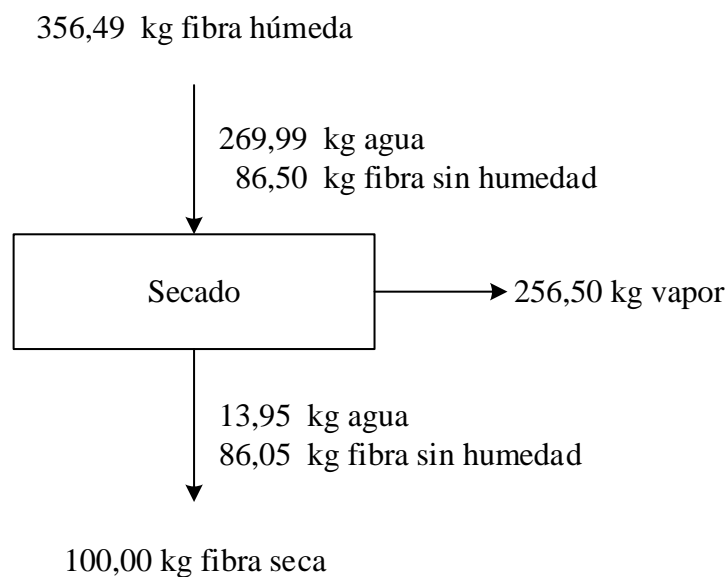 356,49 kg fibra húmeda
269,99 kg agua
86,50 kg fibra sin humedad
Secado
256,50 kg vapor
13,95 kg agua
86,05 kg fibra sin humedad
100,00 kg fibra seca